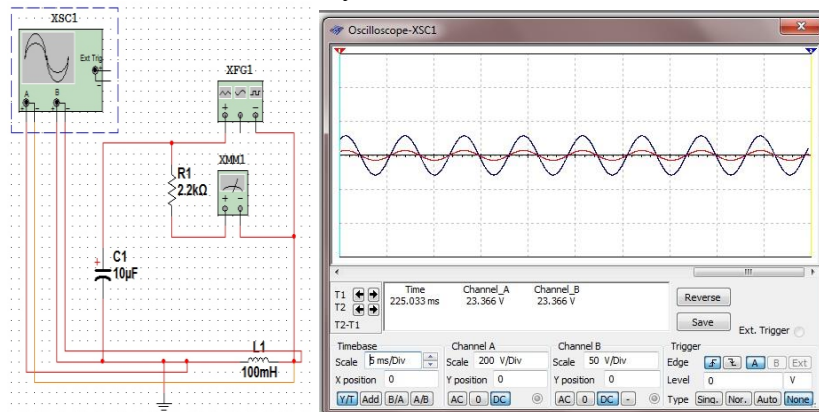 XSC1
Ext Trig
A
B
XFG1
R1
2.2kΩ
XMM1
C1
10µF
L1
100mH
Oscilloscope-XSC1
Time Channel_A Channel_B
T1 225.033 ms 23.366 V 23.366 V
T2
T2-T1
Reverse
Save
Ext. Trigger
Timebase
Scale 5 ms/Div
X position 0
Y/T Add B/A A/B
Channel A
Scale 200 V/Div
Y position 0
AC 0 DC
Channel B
Scale 50 V/Div
Y position 0
AC 0 DC -
Trigger
Edge A B Ext
Level 0 V
Type Sing. Nor. Auto None